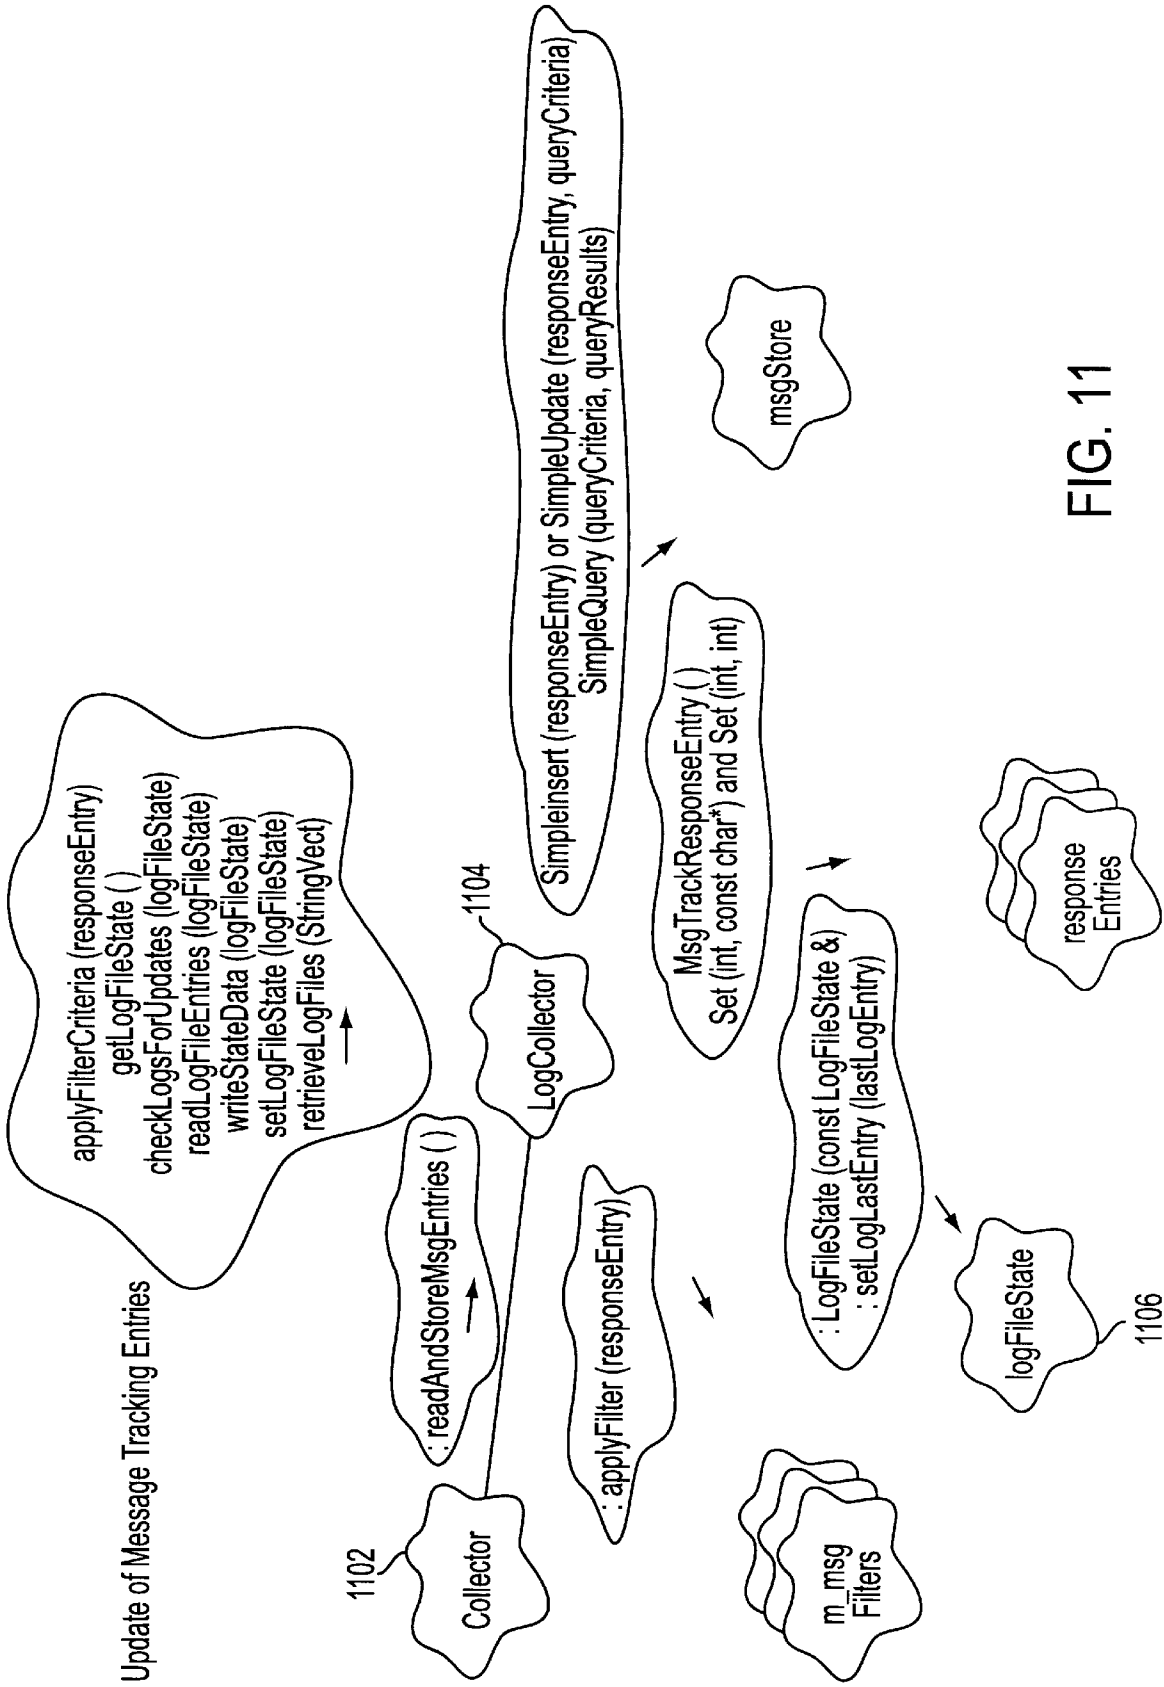 Update of Message Tracking Entries
applyFilterCriteria (responseEntry)
getLogFileState ( )
checkLogsForUpdates (logFileState)
readLogFileEntries (logFileState)
writeStateData (logFileState)
setLogFileState (logFileState)
retrieveLogFiles (StringVect)
1102
Collector
: readAndStoreMsgEntries ( )
1104
LogCollector
Simpleinsert (responseEntry) or SimpleUpdate (responseEntry, queryCriteria)
SimpleQuery (queryCriteria, queryResults)
: applyFilter (responseEntry)
MsgTrackResponseEntry ( )
Set (int, const char*) and Set (int, int)
msgStore
: LogFileState (const LogFileState &)
: setLogLastEntry (lastLogEntry)
m_msg
Filters
logFileState
1106
response
Entries
FIG. 11